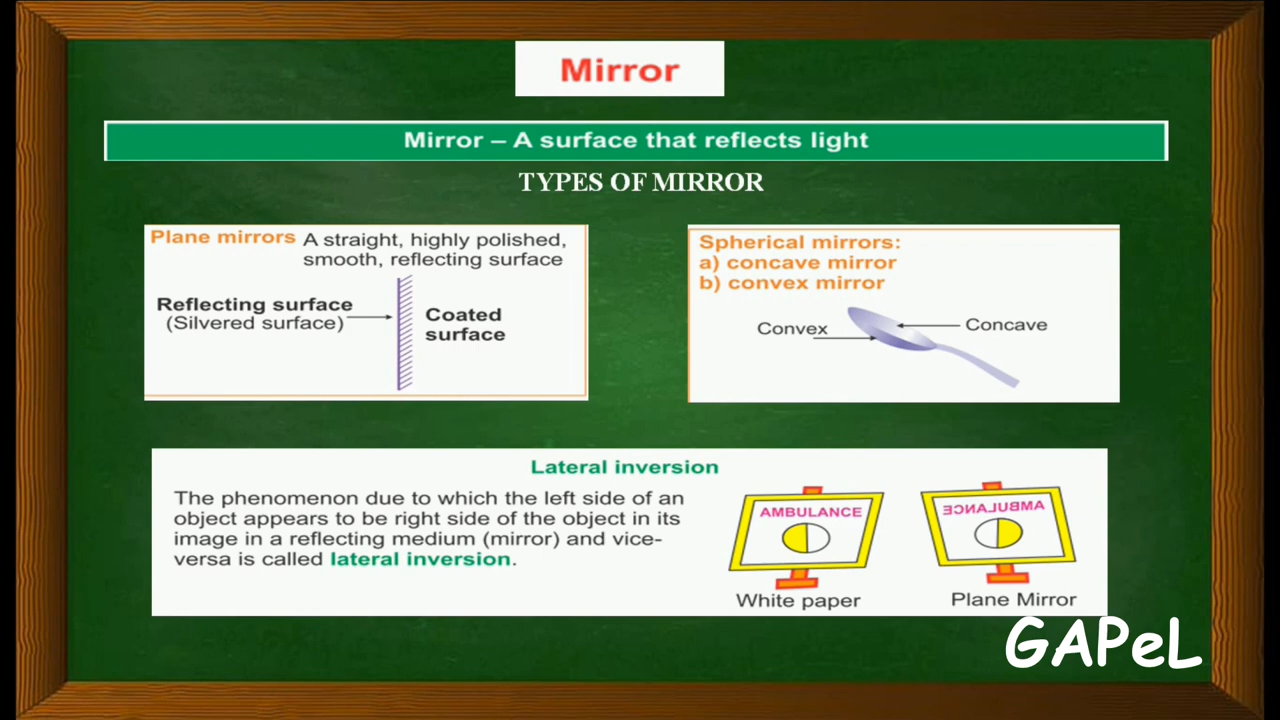 Mirror
Mirror – A surface that reflects light
TYPES OF MIRROR
Plane mirrors A straight, highly polished,
smooth, reflecting surface
Reflecting surface
(Silvered surface)
Coated
surface
Spherical mirrors:
a) concave mirror
b) convex mirror
Convex
Concave
Lateral inversion
The phenomenon due to which the left side of an
object appears to be right side of the object in its
image in a reflecting medium (mirror) and vice-
versa is called lateral inversion.
AMBULANCE
White paper
AMBULANCE
Plane Mirror
GAPeL